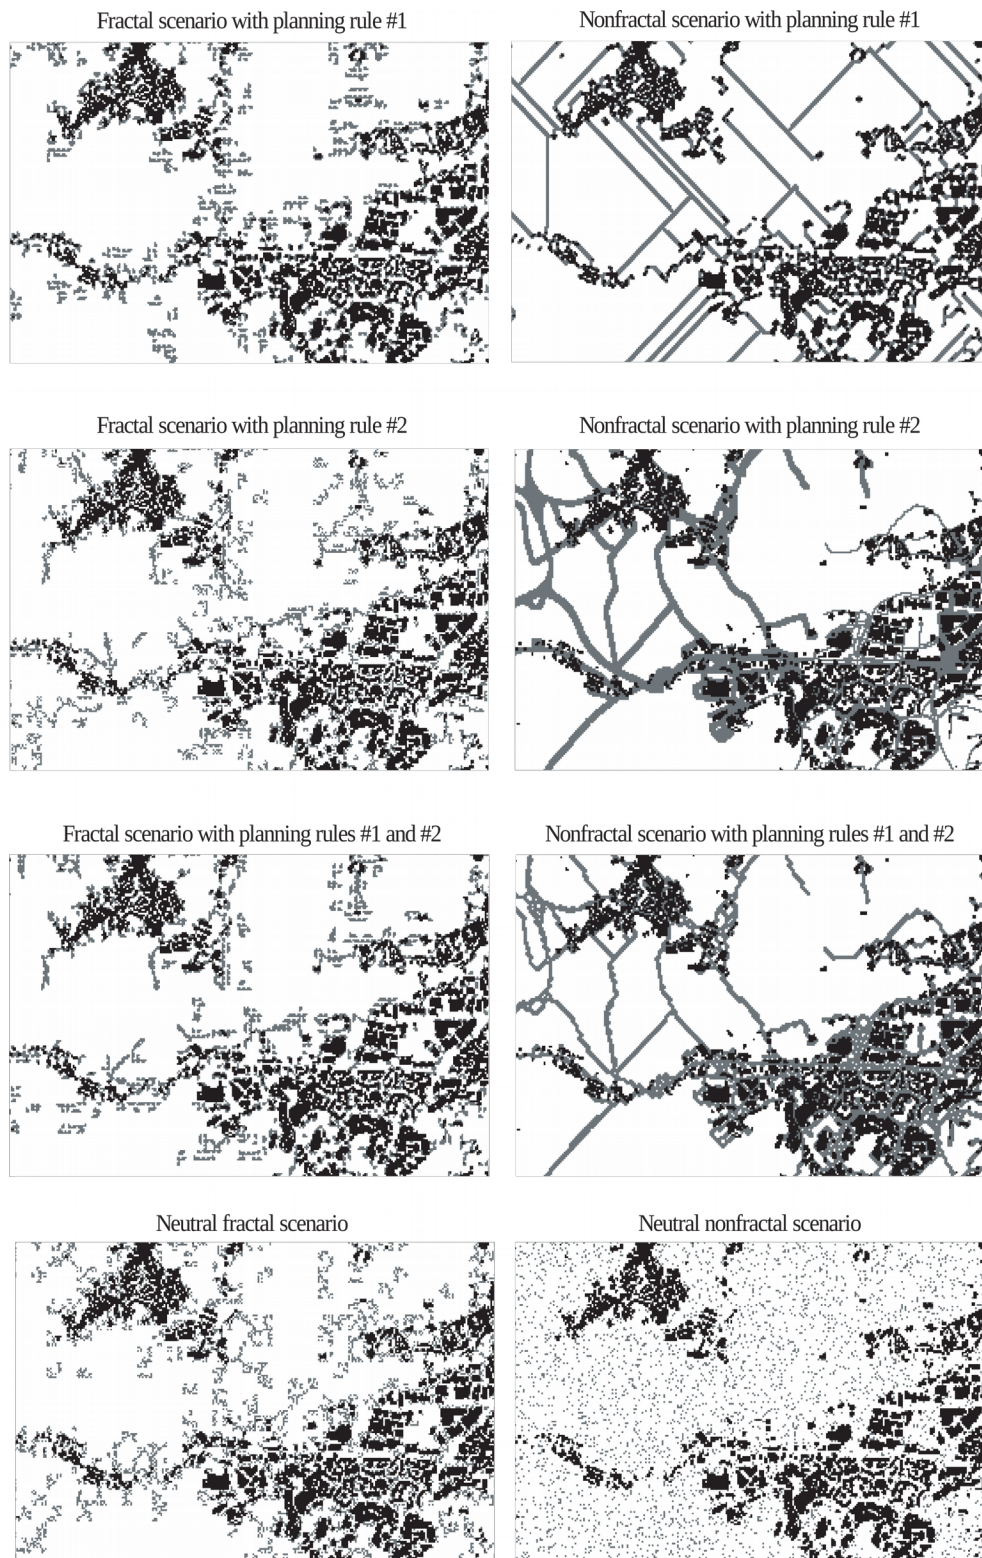 Fractal scenario with planning rule #1
Nonfractal scenario with planning rule #1
Fractal scenario with planning rule #2
Nonfractal scenario with planning rule #2
Fractal scenario with planning rules #1 and #2
Nonfractal scenario with planning rules #1 and #2
Neutral fractal scenario
Neutral nonfractal scenario